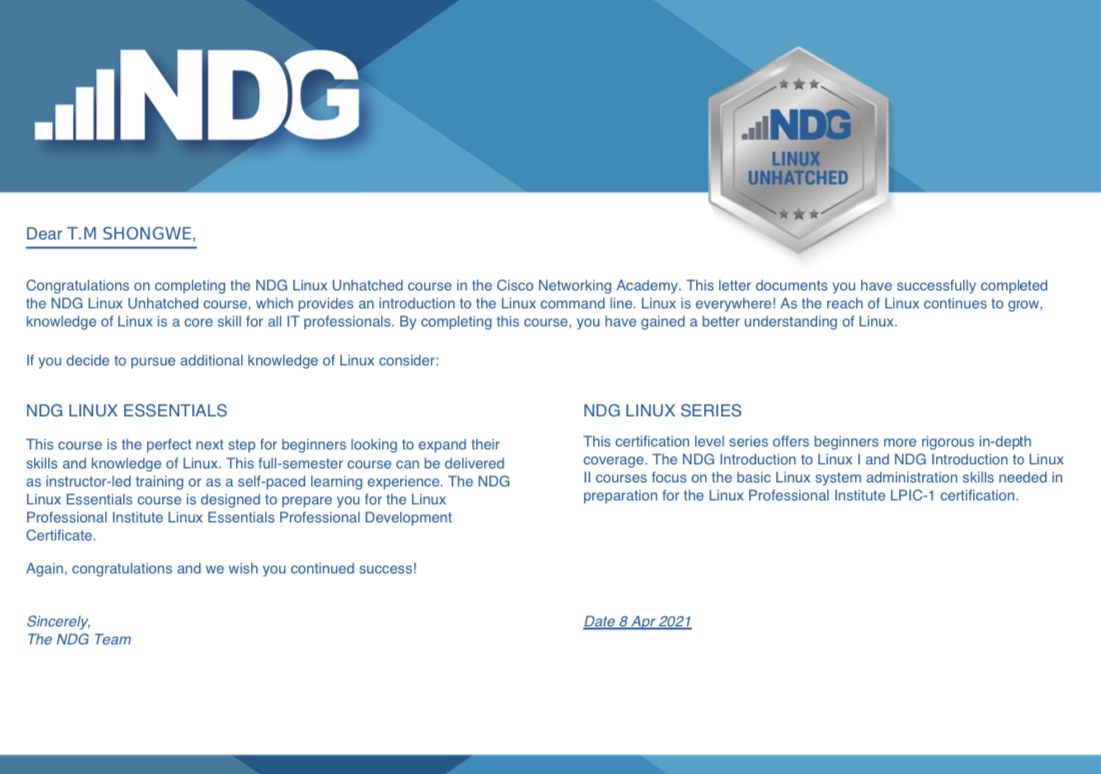 NDG
NDG
LINUX
UNHATCHED
Dear T.M SHONGWE,
Congratulations on completing the NDG Linux Unhatched course in the Cisco Networking Academy. This letter documents you have successfully completed
the NDG Linux Unhatched course, which provides an introduction to the Linux command line. Linux is everywhere! As the reach of Linux continues to grow,
knowledge of Linux is a core skill for all IT professionals. By completing this course, you have gained a better understanding of Linux.
If you decide to pursue additional knowledge of Linux consider:
NDG LINUX ESSENTIALS
This course is the perfect next step for beginners looking to expand their
skills and knowledge of Linux. This full-semester course can be delivered
as instructor-led training or as a self-paced learning experience. The NDG
Linux Essentials course is designed to prepare you for the Linux
Professional Institute Linux Essentials Professional Development
Certificate.
Again, congratulations and we wish you continued success!
NDG LINUX SERIES
This certification level series offers beginners more rigorous in-depth
coverage. The NDG Introduction to Linux I and NDG Introduction to Linux
II courses focus on the basic Linux system administration skills needed in
preparation for the Linux Professional Institute LPIC-1 certification.
Sincerely,
The NDG Team
Date 8 Apr 2021